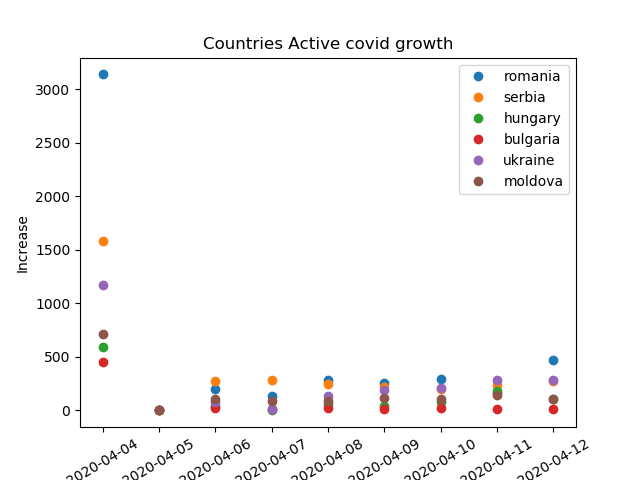 Countries Active covid growth
romania
serbia
hungary
bulgaria
ukraine
moldova
Increase
3000
2500
2000
1500
1000
500
0
2020-04-04
2020-04-05
2020-04-06
2020-04-07
2020-04-08
2020-04-09
2020-04-10
2020-04-11
2020-04-12